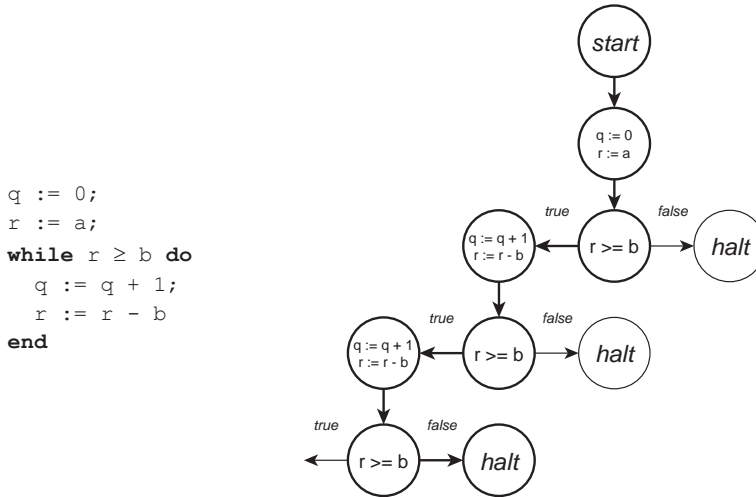 q := 0;
r := a;
while r ≥ b do
q := q + 1;
r := r - b
end
start
q := 0
r := a
true
false
q := q + 1
r := r - b
r >= b
halt
true
false
q := q + 1
r := r - b
r >= b
halt
true
false
r >= b
halt